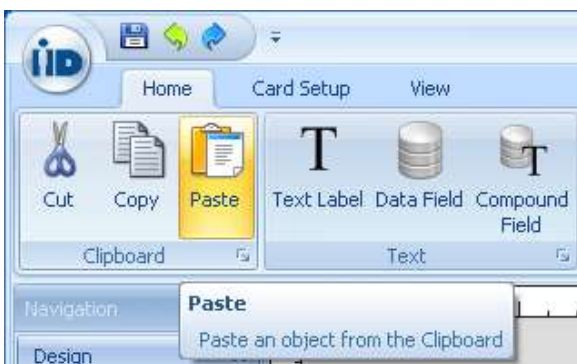 iID
Home Card Setup View
Cut Copy Paste Text Label Data Field Compound
Field
Clipboard Text
Navigation Paste
Paste an object from the Clipboard
Design